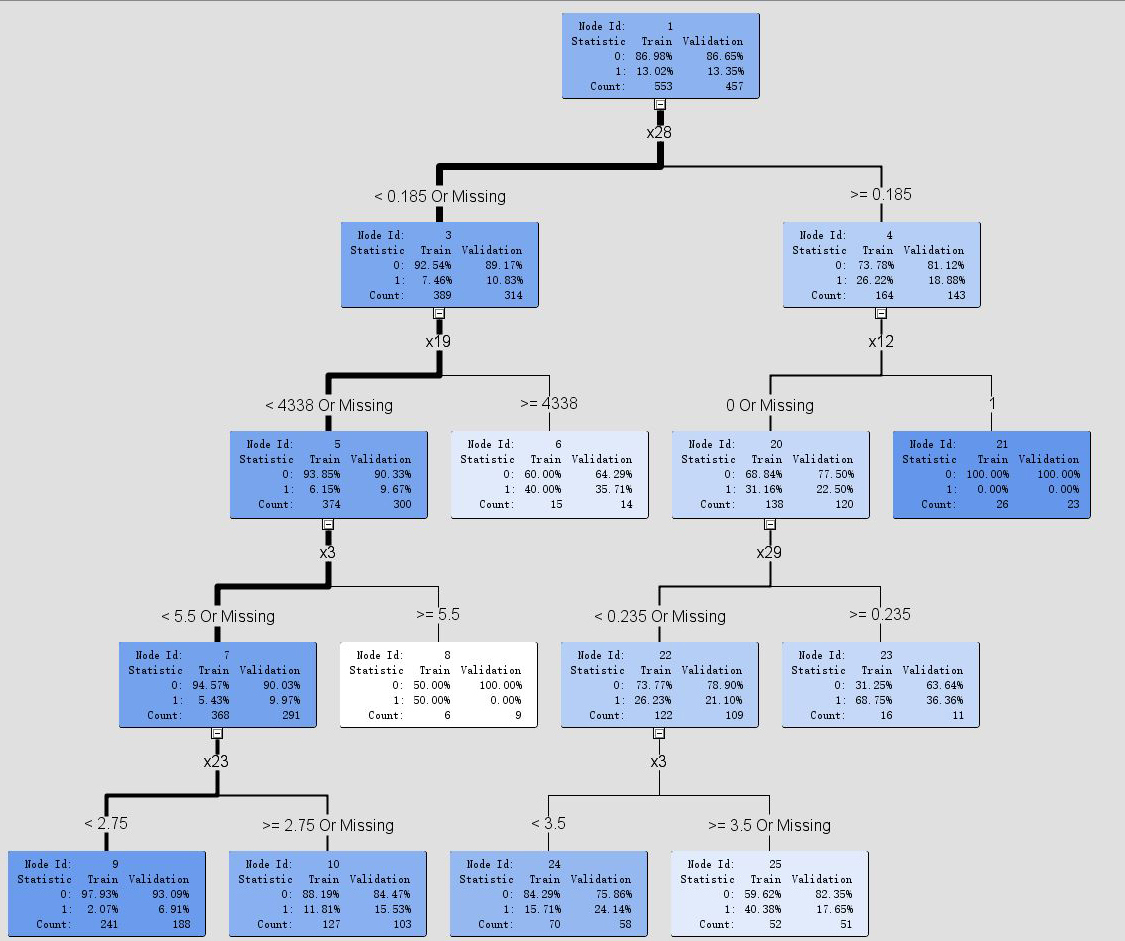 Node Id: 1
Statistic Train Validation
0: 86.98% 86.65%
1: 13.02% 13.35%
Count: 553 457
x28
< 0.185 Or Missing
>= 0.185
Node Id: 3
Statistic Train Validation
0: 92.54% 89.17%
1: 7.46% 10.83%
Count: 389 314
Node Id: 4
Statistic Train Validation
0: 73.78% 81.12%
1: 26.22% 18.88%
Count: 164 143
x19
x12
< 4338 Or Missing
>= 4338
0 Or Missing
1
Node Id: 5
Statistic Train Validation
0: 93.85% 90.33%
1: 6.15% 9.67%
Count: 374 300
Node Id: 6
Statistic Train Validation
0: 60.00% 64.29%
1: 40.00% 35.71%
Count: 15 14
Node Id: 20
Statistic Train Validation
0: 68.84% 77.50%
1: 31.16% 22.50%
Count: 138 120
Node Id: 21
Statistic Train Validation
0: 100.00% 100.00%
1: 0.00% 0.00%
Count: 26 23
x3
x29
< 5.5 Or Missing
>= 5.5
< 0.235 Or Missing
>= 0.235
Node Id: 7
Statistic Train Validation
0: 94.57% 90.03%
1: 5.43% 9.97%
Count: 368 291
Node Id: 8
Statistic Train Validation
0: 50.00% 100.00%
1: 50.00% 0.00%
Count: 6 9
Node Id: 22
Statistic Train Validation
0: 73.77% 78.90%
1: 26.23% 21.10%
Count: 122 109
Node Id: 23
Statistic Train Validation
0: 31.25% 63.64%
1: 68.75% 36.36%
Count: 16 11
x23
x3
< 2.75
>= 2.75 Or Missing
< 3.5
>= 3.5 Or Missing
Node Id: 9
Statistic Train Validation
0: 97.93% 93.09%
1: 2.07% 6.91%
Count: 241 188
Node Id: 10
Statistic Train Validation
0: 88.19% 84.47%
1: 11.81% 15.53%
Count: 127 103
Node Id: 24
Statistic Train Validation
0: 84.29% 75.86%
1: 15.71% 24.14%
Count: 70 58
Node Id: 25
Statistic Train Validation
0: 59.62% 82.35%
1: 40.38% 17.65%
Count: 52 51